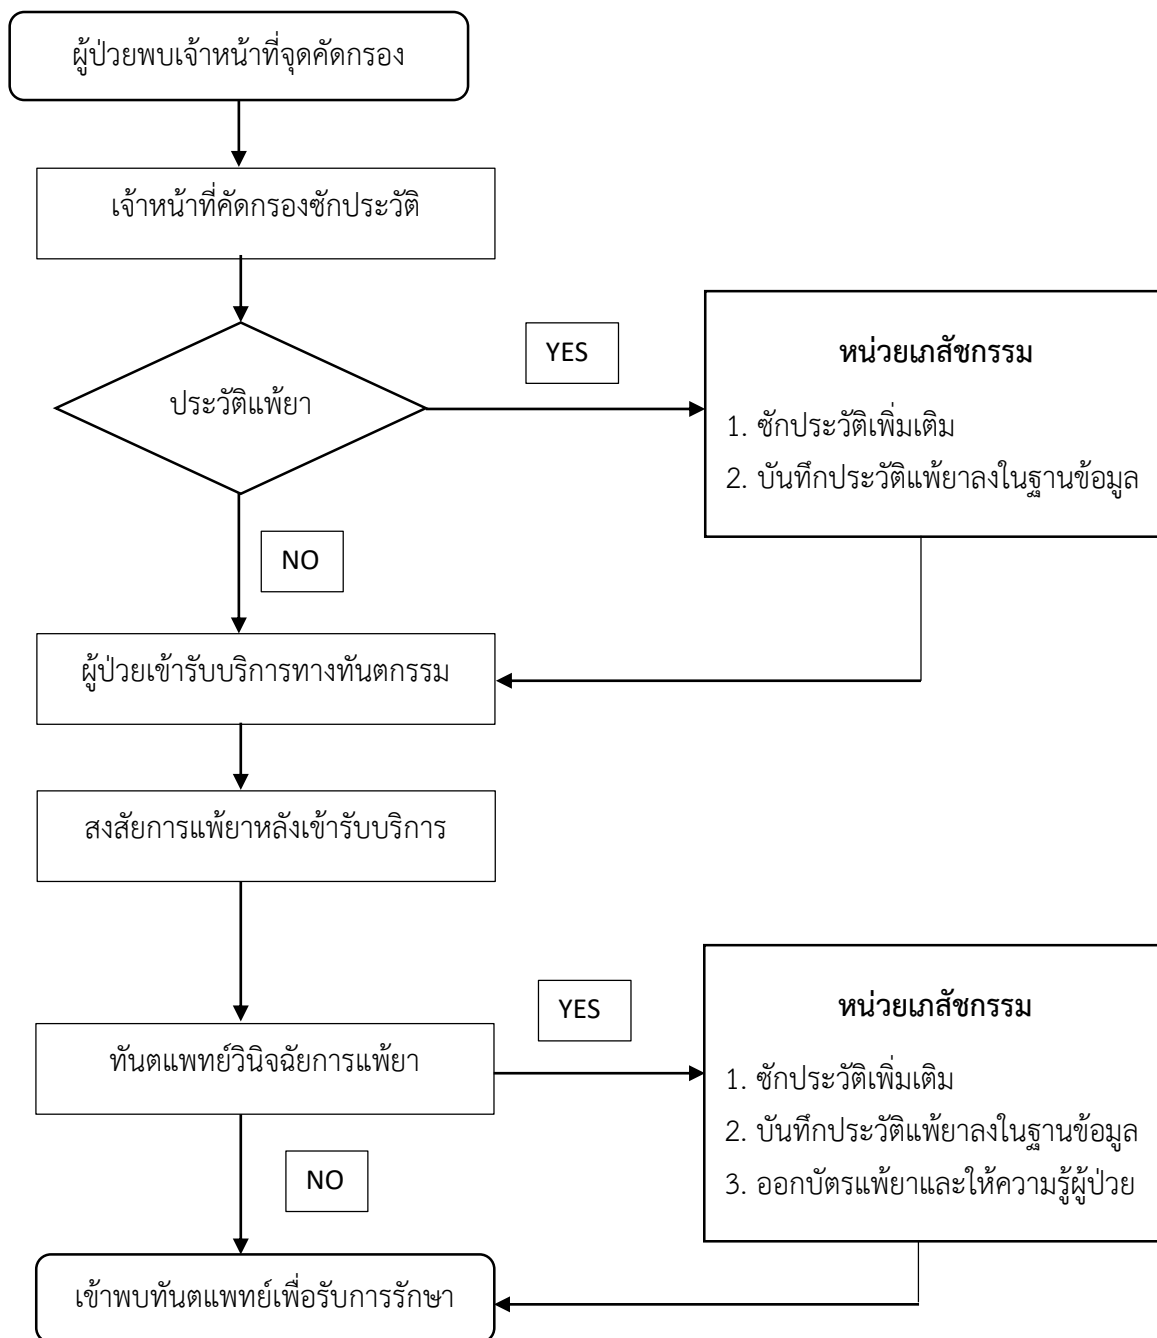 ผู้ป่วยพบเจ้าหน้าที่จุดคัดกรอง
เจ้าหน้าที่คัดกรองซักประวัติ
ประวัติแพ้ยา
YES
หน่วยเภสัชกรรม
1. ซักประวัติเพิ่มเติม
2. บันทึกประวัติแพ้ยาลงในฐานข้อมูล
NO
ผู้ป่วยเข้ารับบริการทางทันตกรรม
สงสัยการแพ้ยาหลังเข้ารับบริการ
ทันตแพทย์วินิจฉัยการแพ้ยา
YES
หน่วยเภสัชกรรม
1. ซักประวัติเพิ่มเติม
2. บันทึกประวัติแพ้ยาลงในฐานข้อมูล
3. ออกบัตรแพ้ยาและให้ความรู้ผู้ป่วย
NO
เข้าพบทันตแพทย์เพื่อรับการรักษา